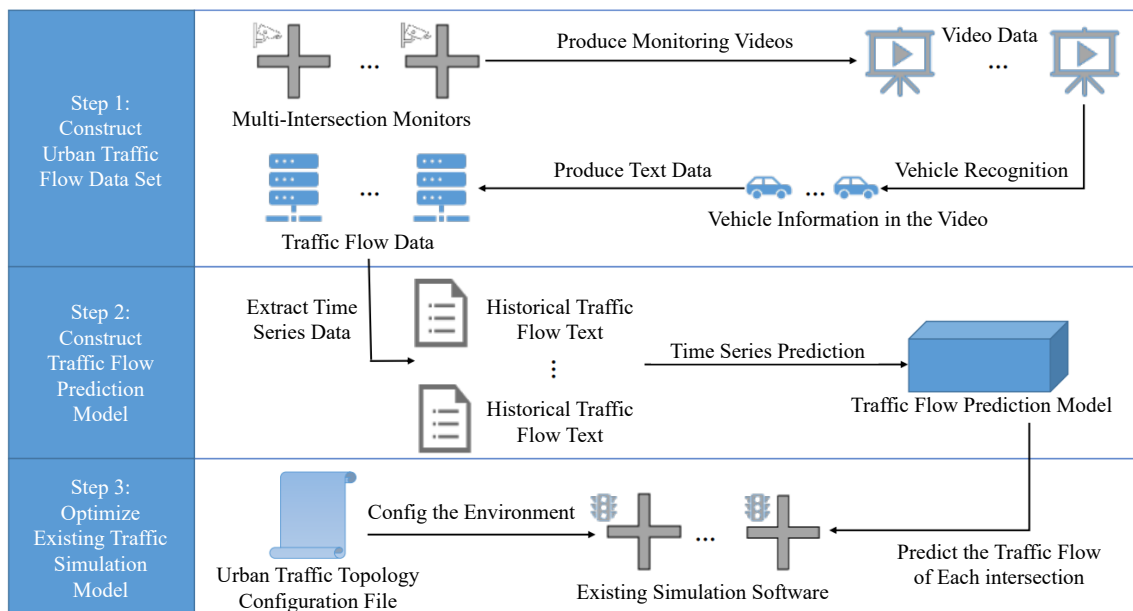 Step 1:
Construct
Urban Traffic
Flow Data Set
...
Multi-Intersection Monitors
Produce Monitoring Videos
Video Data
...
Vehicle Recognition
...
Vehicle Information in the Video
Produce Text Data
...
Traffic Flow Data
Step 2:
Construct
Traffic Flow
Prediction
Model
Extract Time
Series Data
Historical Traffic
Flow Text
...
Historical Traffic
Flow Text
Time Series Prediction
Traffic Flow Prediction Model
Step 3:
Optimize
Existing Traffic
Simulation
Model
Urban Traffic Topology
Configuration File
Config the Environment
...
Existing Simulation Software
Predict the Traffic Flow
of Each intersection